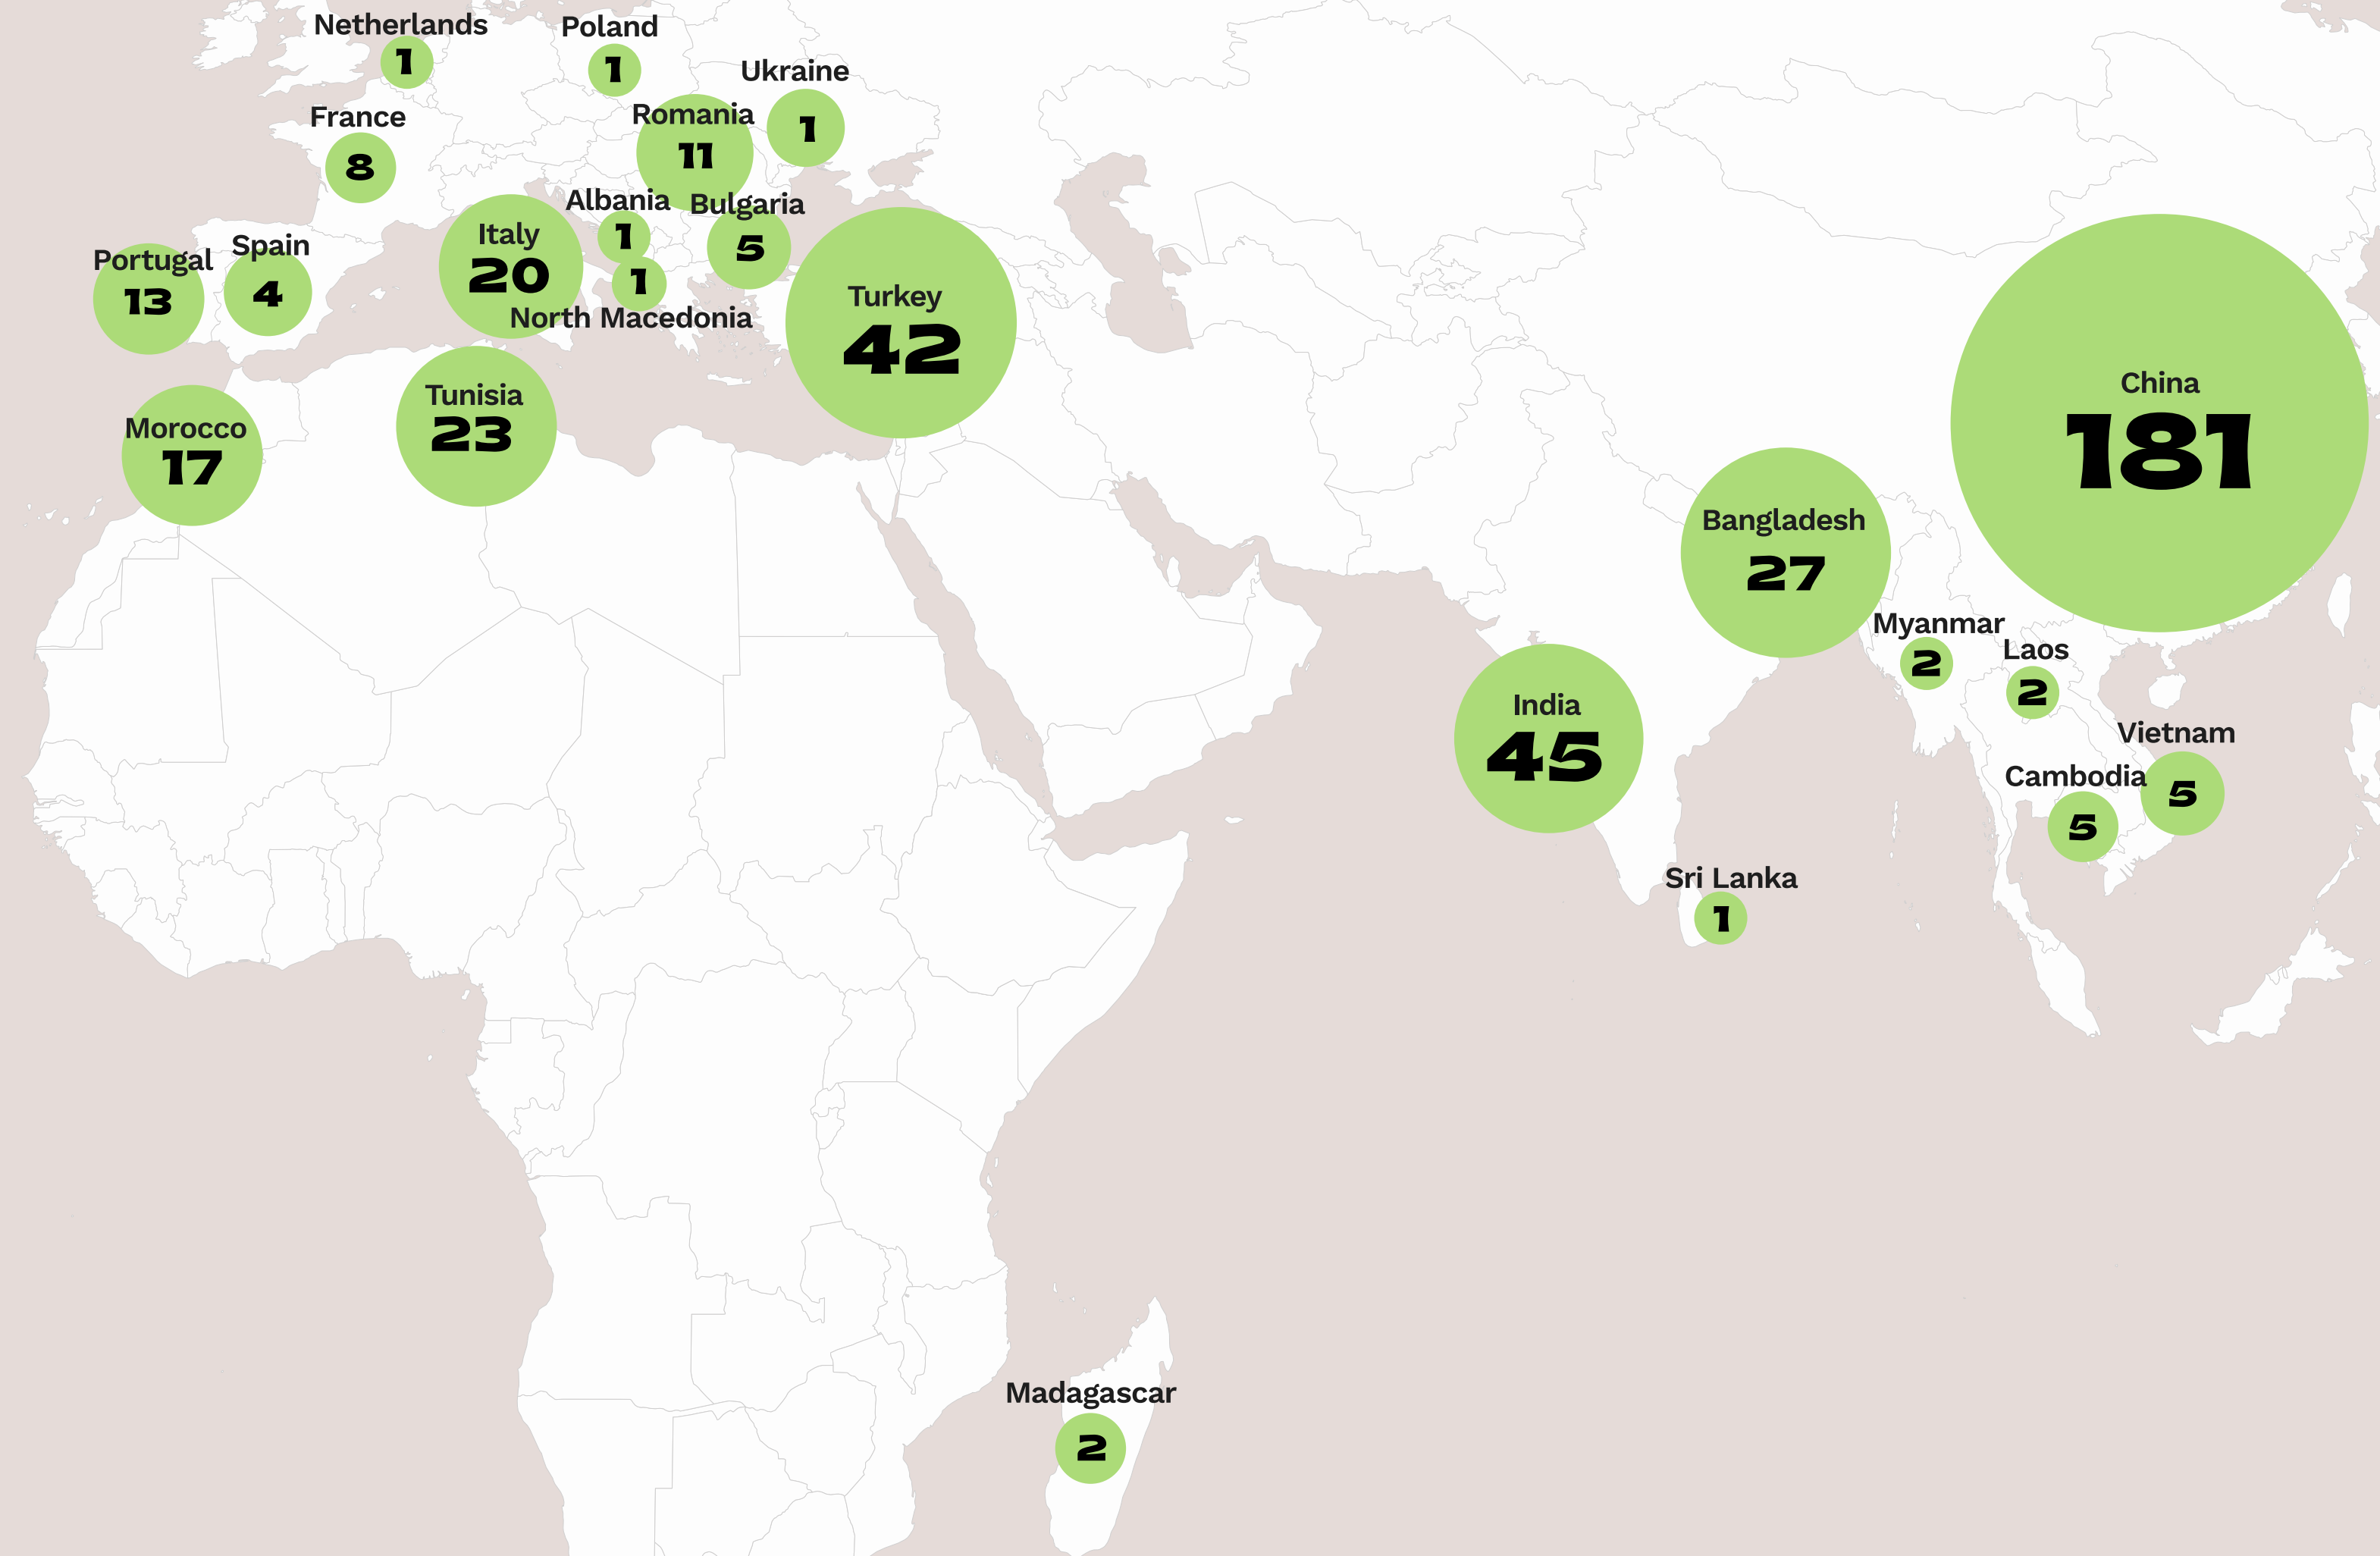 Netherlands
1
Poland
1
Ukraine
1
France
8
Romania
11
Albania
1
Bulgaria
5
Italy
20
Portugal
13
Spain
4
1
North Macedonia
Turkey
42
Tunisia
23
Morocco
17
China
181
Bangladesh
27
Myanmar
2
Laos
2
India
45
Vietnam
5
Cambodia
5
Sri Lanka
1
Madagascar
2